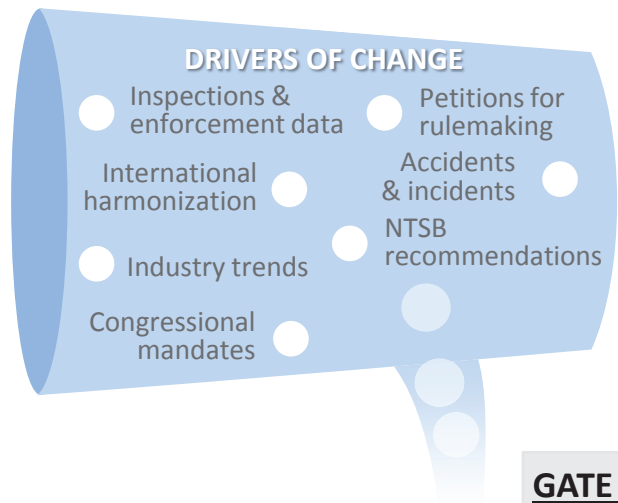 DRIVERS OF CHANGE
Inspections &
enforcement data
Petitions for
rulemaking
International
harmonization
Accidents
& incidents
NTSB
recommendations
Industry trends
Congressional
mandates
GATE